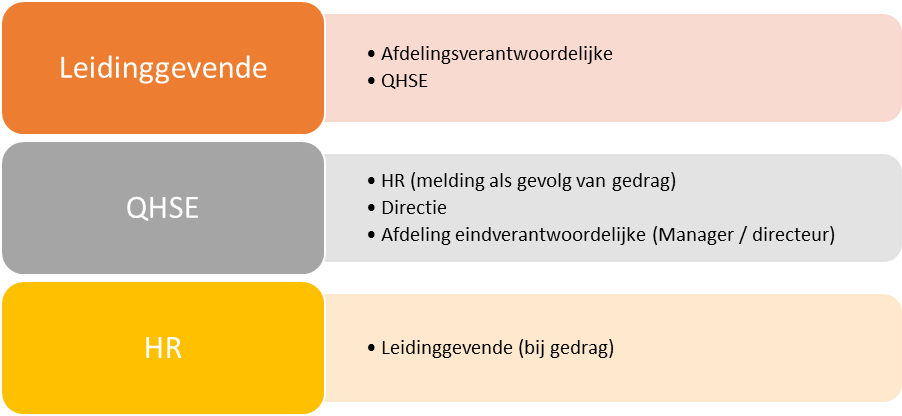 Leidinggevende
• Afdelingsverantwoordelijke
• QHSE
QHSE
• HR (melding als gevolg van gedrag)
• Directie
• Afdeling eindverantwoordelijke (Manager / directeur)
HR
• Leidinggevende (bij gedrag)